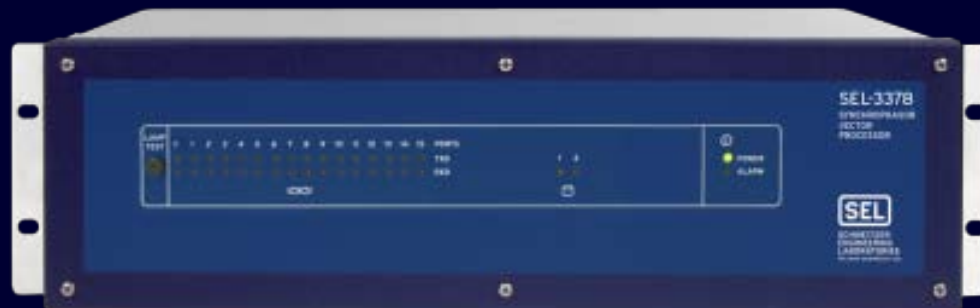 SEL-3378
SYNCHROPHASOR
VECTOR
PROCESSOR
LAMP
TEST
0 1 2 3 4 5 6 7 8 9 10 11 12 13 14 15 PORTS
TXD
RXD
1 2
POWER
ALARM
SEL
SCHWEITZER
ENGINEERING
LABORATORIES